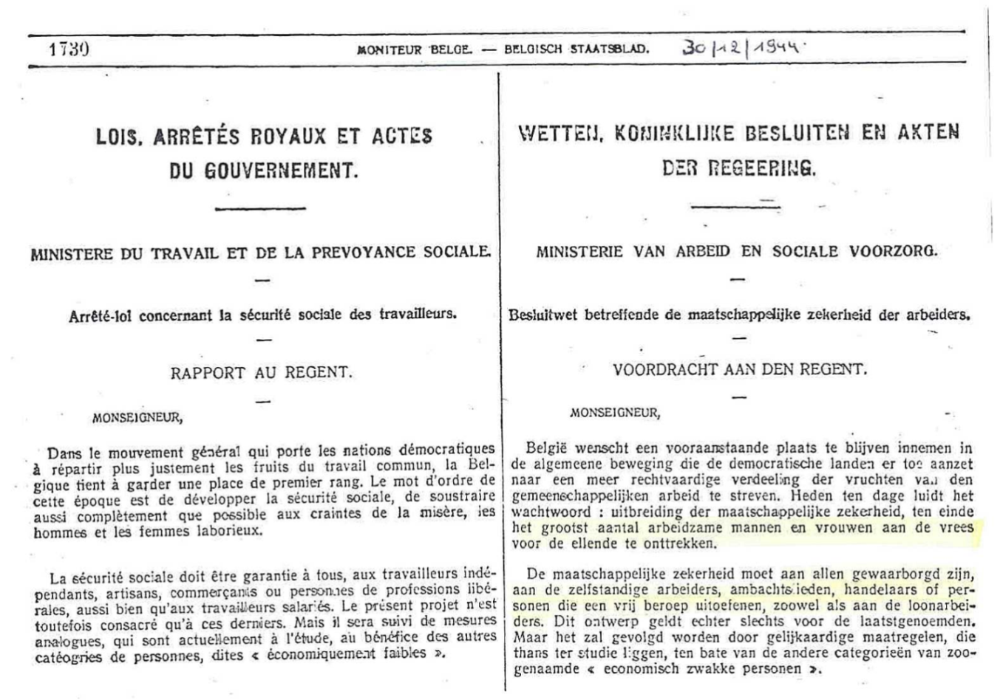 1730
MONITEUR BELGE. — BELGISCH STAATSBLAD.
30/12/1944.
LOIS, ARRÊTÉS ROYAUX ET ACTES
DU GOUVERNEMENT.
MINISTERE DU TRAVAIL ET DE LA PREVOYANCE SOCIALE.
Arrêté-loi concernant la sécurité sociale des travailleurs.
RAPPORT AU REGENT.
MONSEIGNEUR,
Dans le mouvement général qui porte les nations démocratiques
à répartir plus justement les fruits du travail commun, la Bel-
gique tient à garder une place de premier rang. Le mot d'ordre de
cette époque est de développer la sécurité sociale, de soustraire
aussi complètement que possible aux craintes de la misère, les
hommes et les femmes laborieux.
La sécurité sociale doit être garantie à tous, aux travailleurs indé-
pendants, artisans, commerçants ou personnes de professions libé-
rales, aussi bien qu'aux travailleurs salariés. Le présent projet n'est
toutefois consacré qu'à ces derniers. Mais il sera suivi de mesures
analogues, qui sont actuellement à l'étude, au bénéfice des autres
catéogries de personnes, dites « économiquement faibles ».
WETTEN, KONINKLIJKE BESLUITEN EN AKTEN
DER REGEERING.
MINISTERIE VAN ARBEID EN SOCIALE VOORZORG.
Besluitwet betreffende de maatschappelijke zekerheid der arbeiders.
VOORDRACHT AAN DEN REGENT.
MONSEIGNEUR,
België wenscht een vooraanstaande plaats te blijven innemen in
de algemeene beweging die de democratische landen er toe aanzet
naar een meer rechtvaardige verdeeling der vruchten van den
gemeenschappelijken arbeid te streven. Heden ten dage luidt het
wachtwoord : uitbreiding der maatschappelijke zekerheid, ten einde
het grootst aantal arbeidzame mannen en vrouwen aan de vrees
voor de ellende te onttrekken.
De maatschappelijke zekerheid moet aan allen gewaarborgd zijn,
aan de zelfstandige arbeiders, ambachtslieden, handelaars of per-
sonen die een vrij beroep uitoefenen, zoowel als aan de loonarbei-
ders. Dit ontwerp geldt echter slechts voor de laatstgenoemden.
Maar het zal gevolgd worden door gelijkaardige maatregelen, die
thans ter studie liggen, ten bate van de andere categorieën van zoo-
genaamde « economisch zwakke personen ».